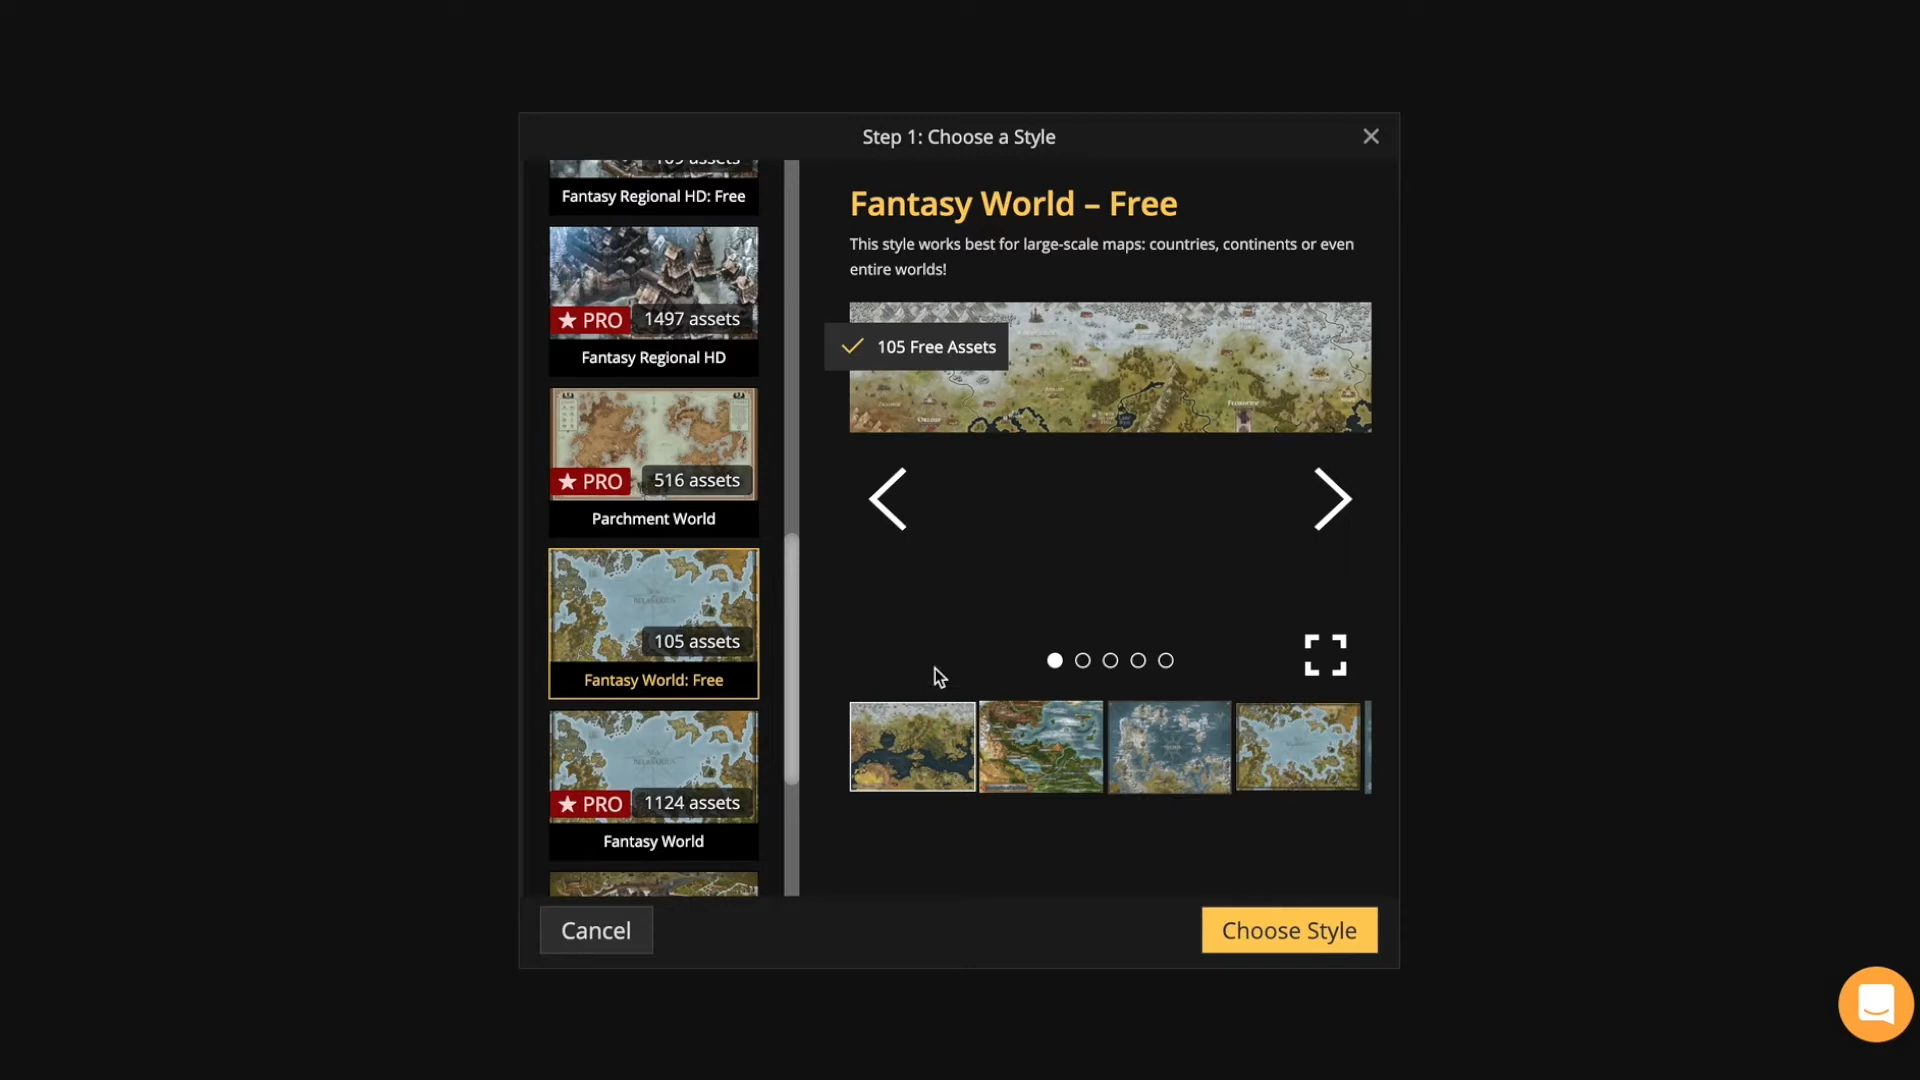 Step 1: Choose a Style
109 assets
Fantasy Regional HD: Free
★ PRO 1497 assets
Fantasy Regional HD
★ PRO 516 assets
Parchment World
105 assets
Fantasy World: Free
★ PRO 1124 assets
Fantasy World
Fantasy World – Free
This style works best for large-scale maps: countries, continents or even
entire worlds!
105 Free Assets
Cancel
Choose Style